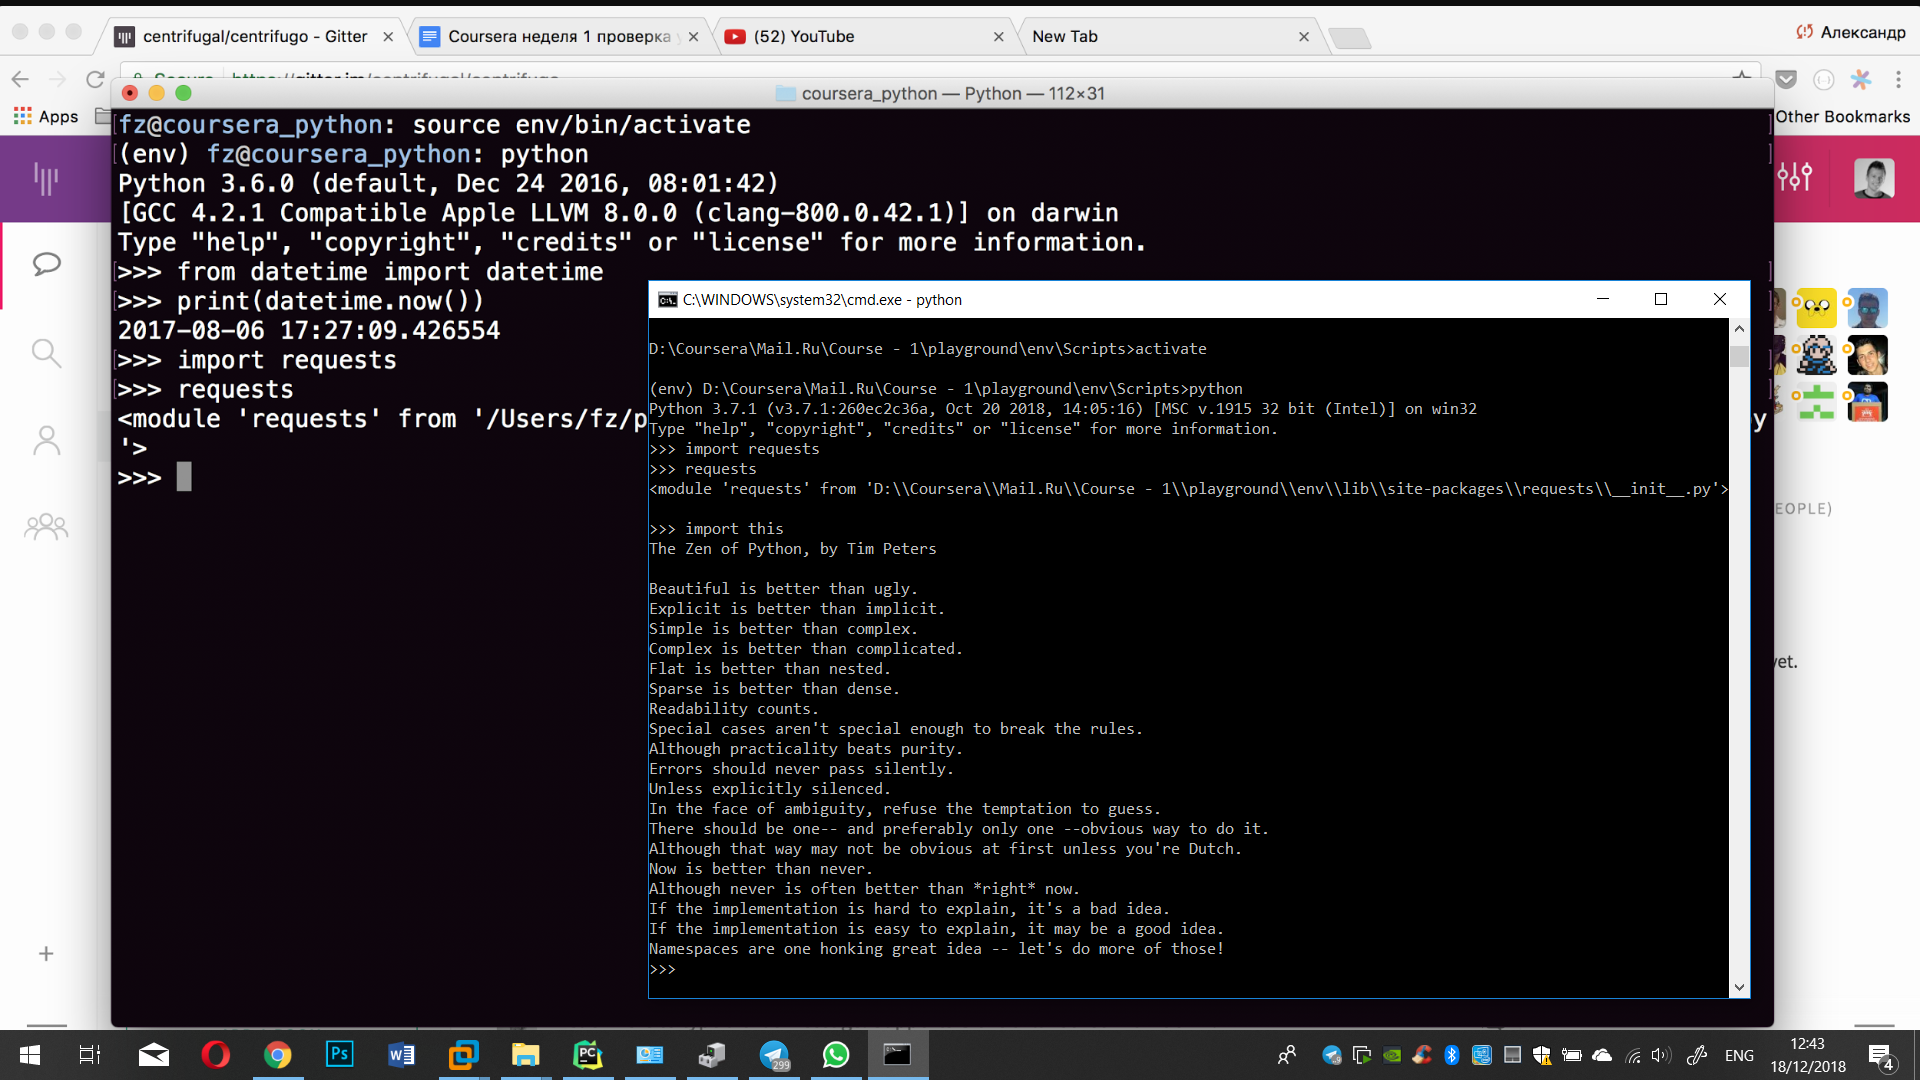 centrifugal/centrifugo - Gitter
Coursera неделя 1 проверка
(52) YouTube
New Tab
Александр
Secure
https://gitter.im/centrifugal/centrifugo
Apps
Other Bookmarks
coursera_python — Python — 112×31
fz@coursera_python: source env/bin/activate
(env) fz@coursera_python: python
Python 3.6.0 (default, Dec 24 2016, 08:01:42)
[GCC 4.2.1 Compatible Apple LLVM 8.0.0 (clang-800.0.42.1)] on darwin
Type "help", "copyright", "credits" or "license" for more information.
>>> from datetime import datetime
>>> print(datetime.now())
2017-08-06 17:27:09.426554
>>> import requests
>>> requests
<module 'requests' from '/Users/fz/p
y
'>
>>>
C:\WINDOWS\system32\cmd.exe - python
D:\Coursera\Mail.Ru\Course - 1\playground\env\Scripts>activate
(env) D:\Coursera\Mail.Ru\Course - 1\playground\env\Scripts>python
Python 3.7.1 (v3.7.1:260ec2c36a, Oct 20 2018, 14:05:16) [MSC v.1915 32 bit (Intel)] on win32
Type "help", "copyright", "credits" or "license" for more information.
>>> import requests
>>> requests
<module 'requests' from 'D:\\Coursera\\Mail.Ru\\Course - 1\\playground\\env\\lib\\site-packages\\requests\\__init__.py'>
>>> import this
The Zen of Python, by Tim Peters
Beautiful is better than ugly.
Explicit is better than implicit.
Simple is better than complex.
Complex is better than complicated.
Flat is better than nested.
Sparse is better than dense.
Readability counts.
Special cases aren't special enough to break the rules.
Although practicality beats purity.
Errors should never pass silently.
Unless explicitly silenced.
In the face of ambiguity, refuse the temptation to guess.
There should be one-- and preferably only one --obvious way to do it.
Although that way may not be obvious at first unless you're Dutch.
Now is better than never.
Although never is often better than *right* now.
If the implementation is hard to explain, it's a bad idea.
If the implementation is easy to explain, it may be a good idea.
Namespaces are one honking great idea -- let's do more of those!
>>>
EOPLE)
yet.
Ps
W
PC
299
ENG
12:43
18/12/2018
4